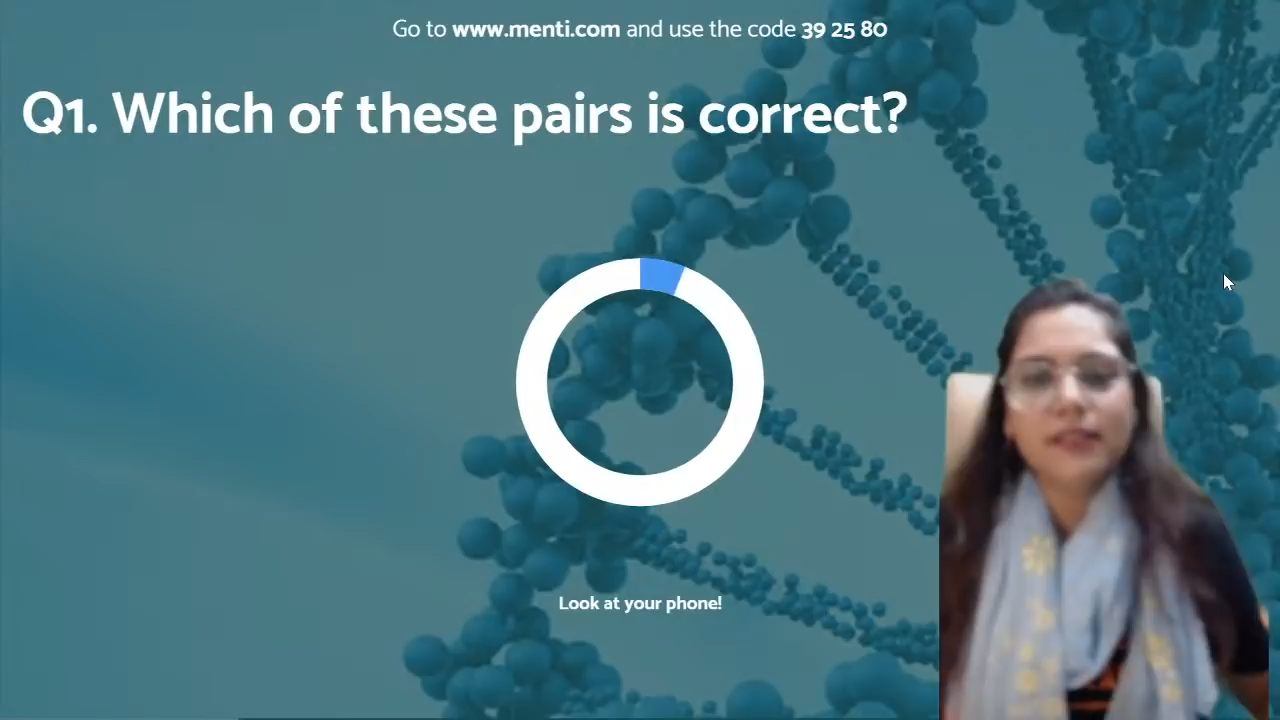 Go to www.menti.com and use the code 39 25 80
Q1. Which of these pairs is correct?
Look at your phone!